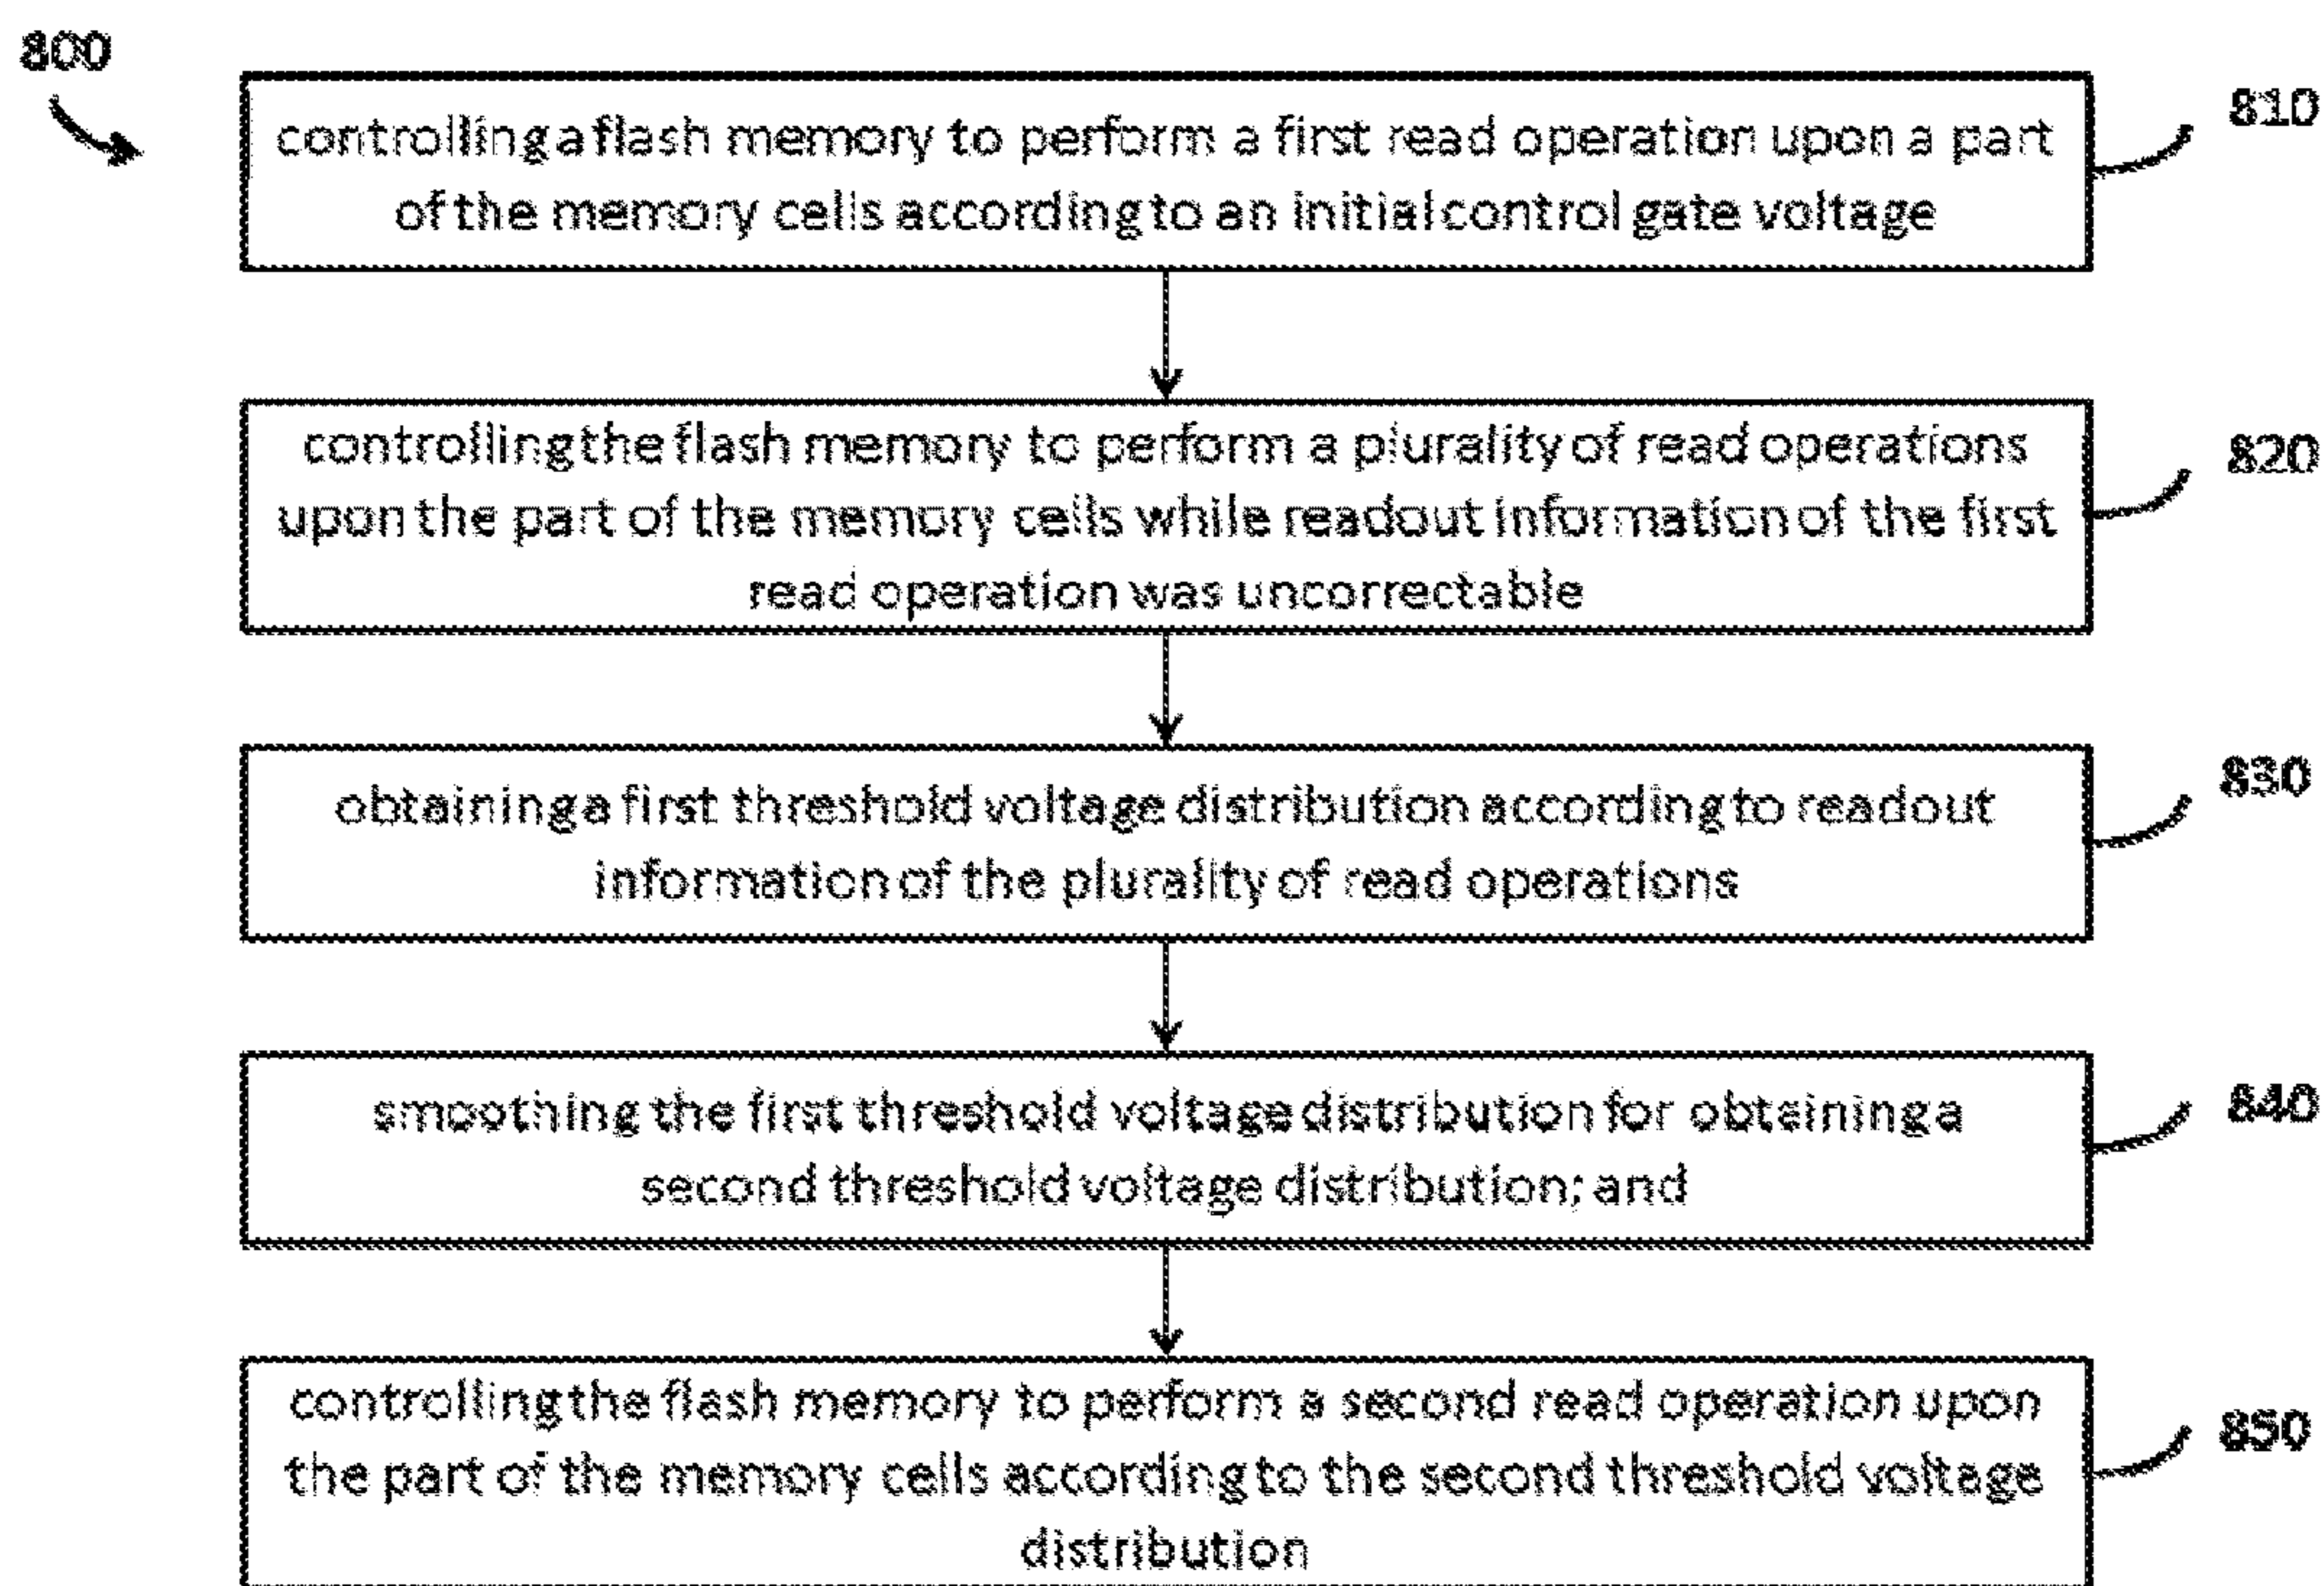 800
controlling a flash memory to perform a first read operation upon a part
of the memory cells according to an initial control gate voltage
810
controlling the flash memory to perform a plurality of read operations
upon the part of the memory cells while readout information of the first
read operation was uncorrectable
820
obtaining a first threshold voltage distribution according to readout
information of the plurality of read operations
830
smoothing the first threshold voltage distribution for obtaining a
second threshold voltage distribution; and
840
controlling the flash memory to perform a second read operation upon
the part of the memory cells according to the second threshold voltage
distribution
850